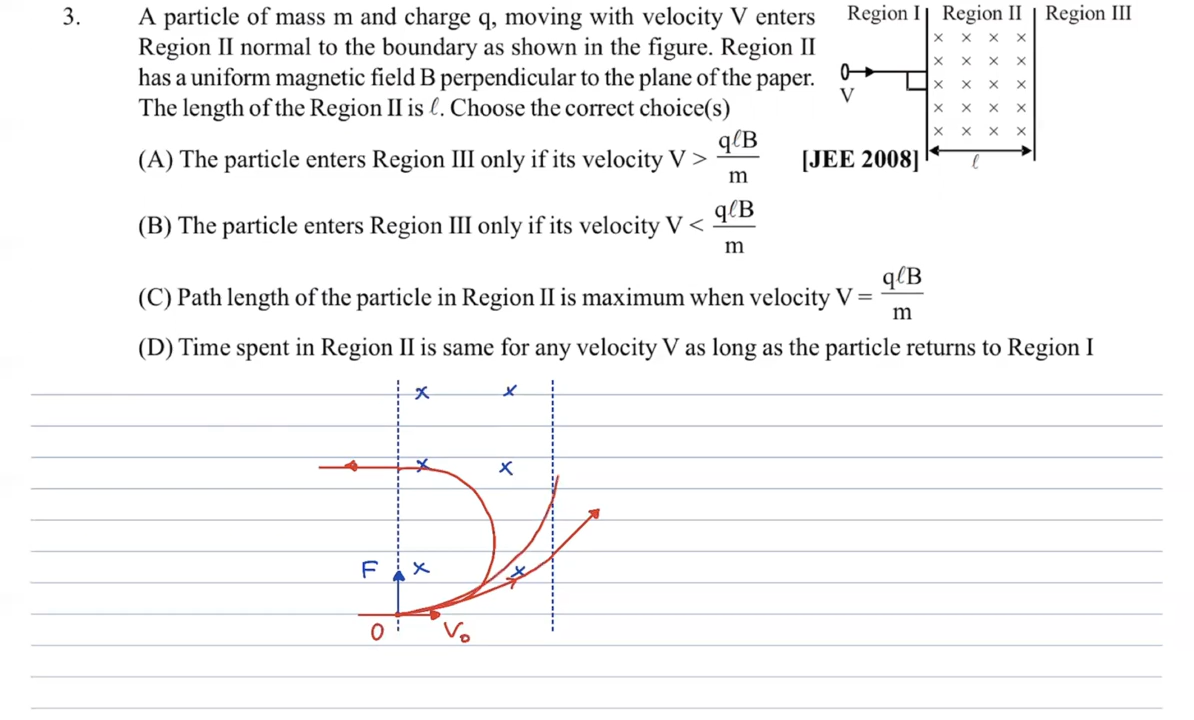 3. A particle of mass m and charge q, moving with velocity V enters
Region II normal to the boundary as shown in the figure. Region II
has a uniform magnetic field B perpendicular to the plane of the paper.
The length of the Region II is ℓ. Choose the correct choice(s)
(A) The particle enters Region III only if its velocity V > qℓB/m [JEE 2008]
(B) The particle enters Region III only if its velocity V < qℓB/m
(C) Path length of the particle in Region II is maximum when velocity V = qℓB/m
(D) Time spent in Region II is same for any velocity V as long as the particle returns to Region I
Region I Region II Region III
× × × ×
× × × ×
× × × ×
× × × ×
× × × ×
V
ℓ
x x
x x
F x x
O V₀